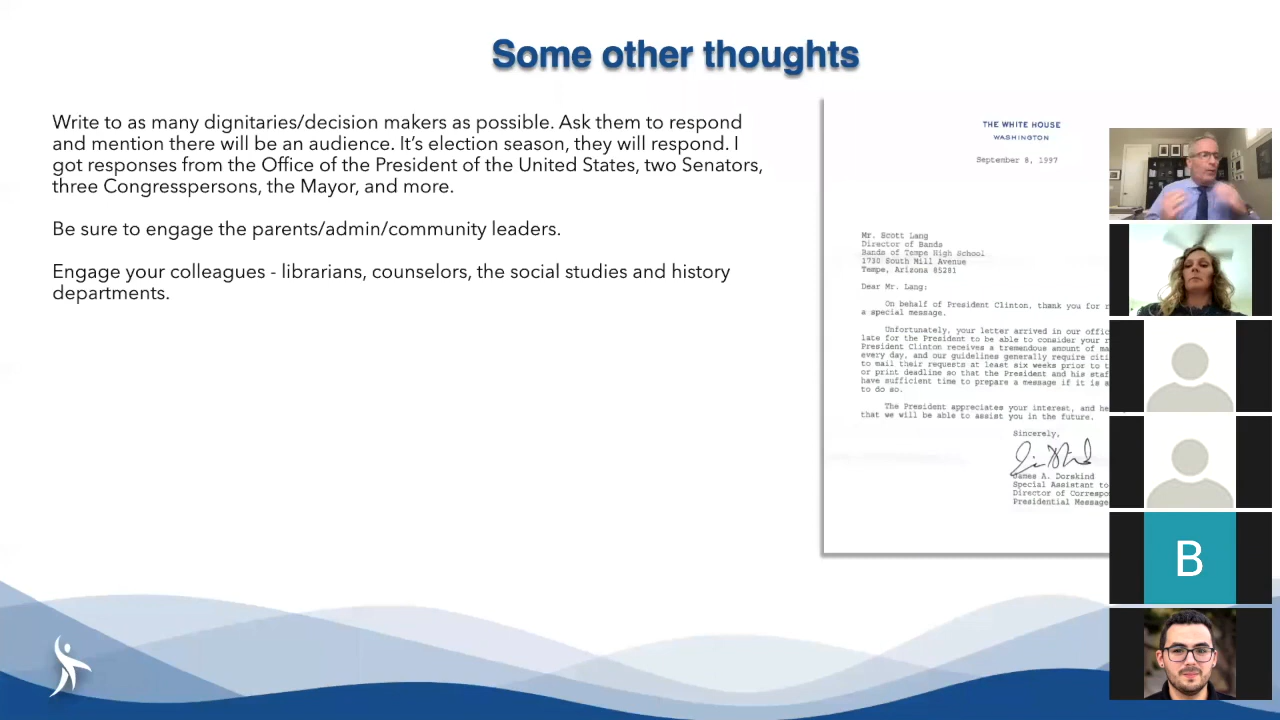 Some other thoughts
Write to as many dignitaries/decision makers as possible. Ask them to respond
and mention there will be an audience. It's election season, they will respond. I
got responses from the Office of the President of the United States, two Senators,
three Congresspersons, the Mayor, and more.
Be sure to engage the parents/admin/community leaders.
Engage your colleagues - librarians, counselors, the social studies and history
departments.
THE WHITE HOUSE
WASHINGTON
September 8, 1997
Mr. Scott Lang
Director of Bands
Bands of Tempe High School
1730 South Mill Avenue
Tempe, Arizona 85281
Dear Mr. Lang:
On behalf of President Clinton, thank you for
a special message.
Unfortunately, your letter arrived in our
late for the President to be able to consider your
President Clinton receives a tremendous amount of
every day, and our guidelines generally require
to mail their requests at least six weeks prior to
or print deadline so that the President and his
have sufficient time to prepare a message if it is
to do so.
The President appreciates your interest, and
that we will be able to assist you in the future.
Sincerely,
James A. Dorskind
Special Assistant to
Director of
Presidential
B